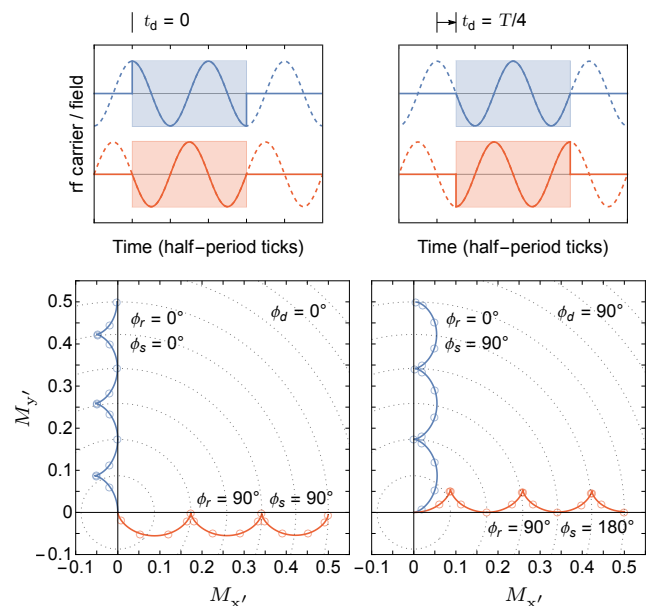 t_d = 0
t_d = T/4
rf carrier / field
Time (half−period ticks)
Time (half−period ticks)
0.5
0.4
0.3
0.2
0.1
0
−0.1
M_y′
ϕ_r = 0°
ϕ_s = 0°
ϕ_d = 0°
ϕ_r = 90° ϕ_s = 90°
−0.1 0 0.1 0.2 0.3 0.4 0.5
M_x′
ϕ_r = 0°
ϕ_s = 90°
ϕ_d = 90°
ϕ_r = 90° ϕ_s = 180°
−0.1 0 0.1 0.2 0.3 0.4 0.5
M_x′